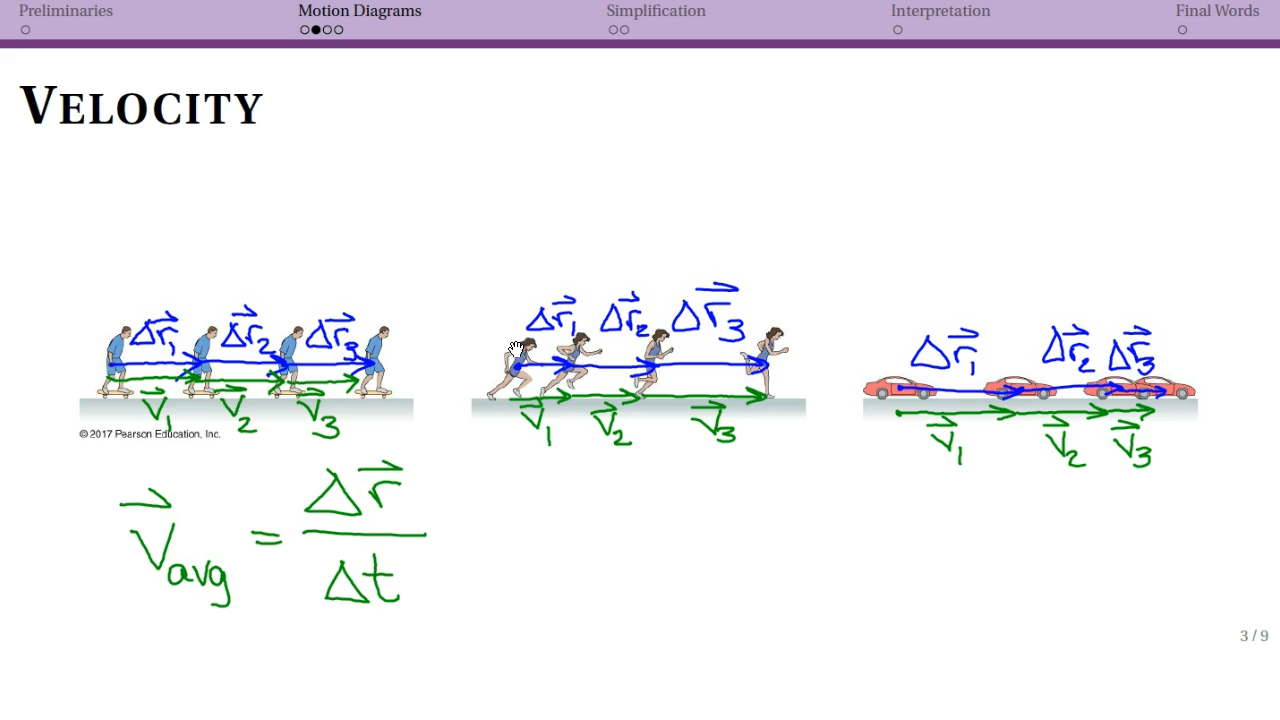 Preliminaries Motion Diagrams Simplification Interpretation Final Words
VELOCITY
Δr⃗₁ Δr⃗₂ Δr⃗₃ Δr⃗₁ Δr⃗₂ Δr⃗₃ Δr⃗₁ Δr⃗₂ Δr⃗₃
v⃗₁ v⃗₂ v⃗₃ v⃗₁ v⃗₂ v⃗₃ v⃗₁ v⃗₂ v⃗₃
© 2017 Pearson Education, Inc.
v⃗avg = Δr⃗ / Δt
3 / 9